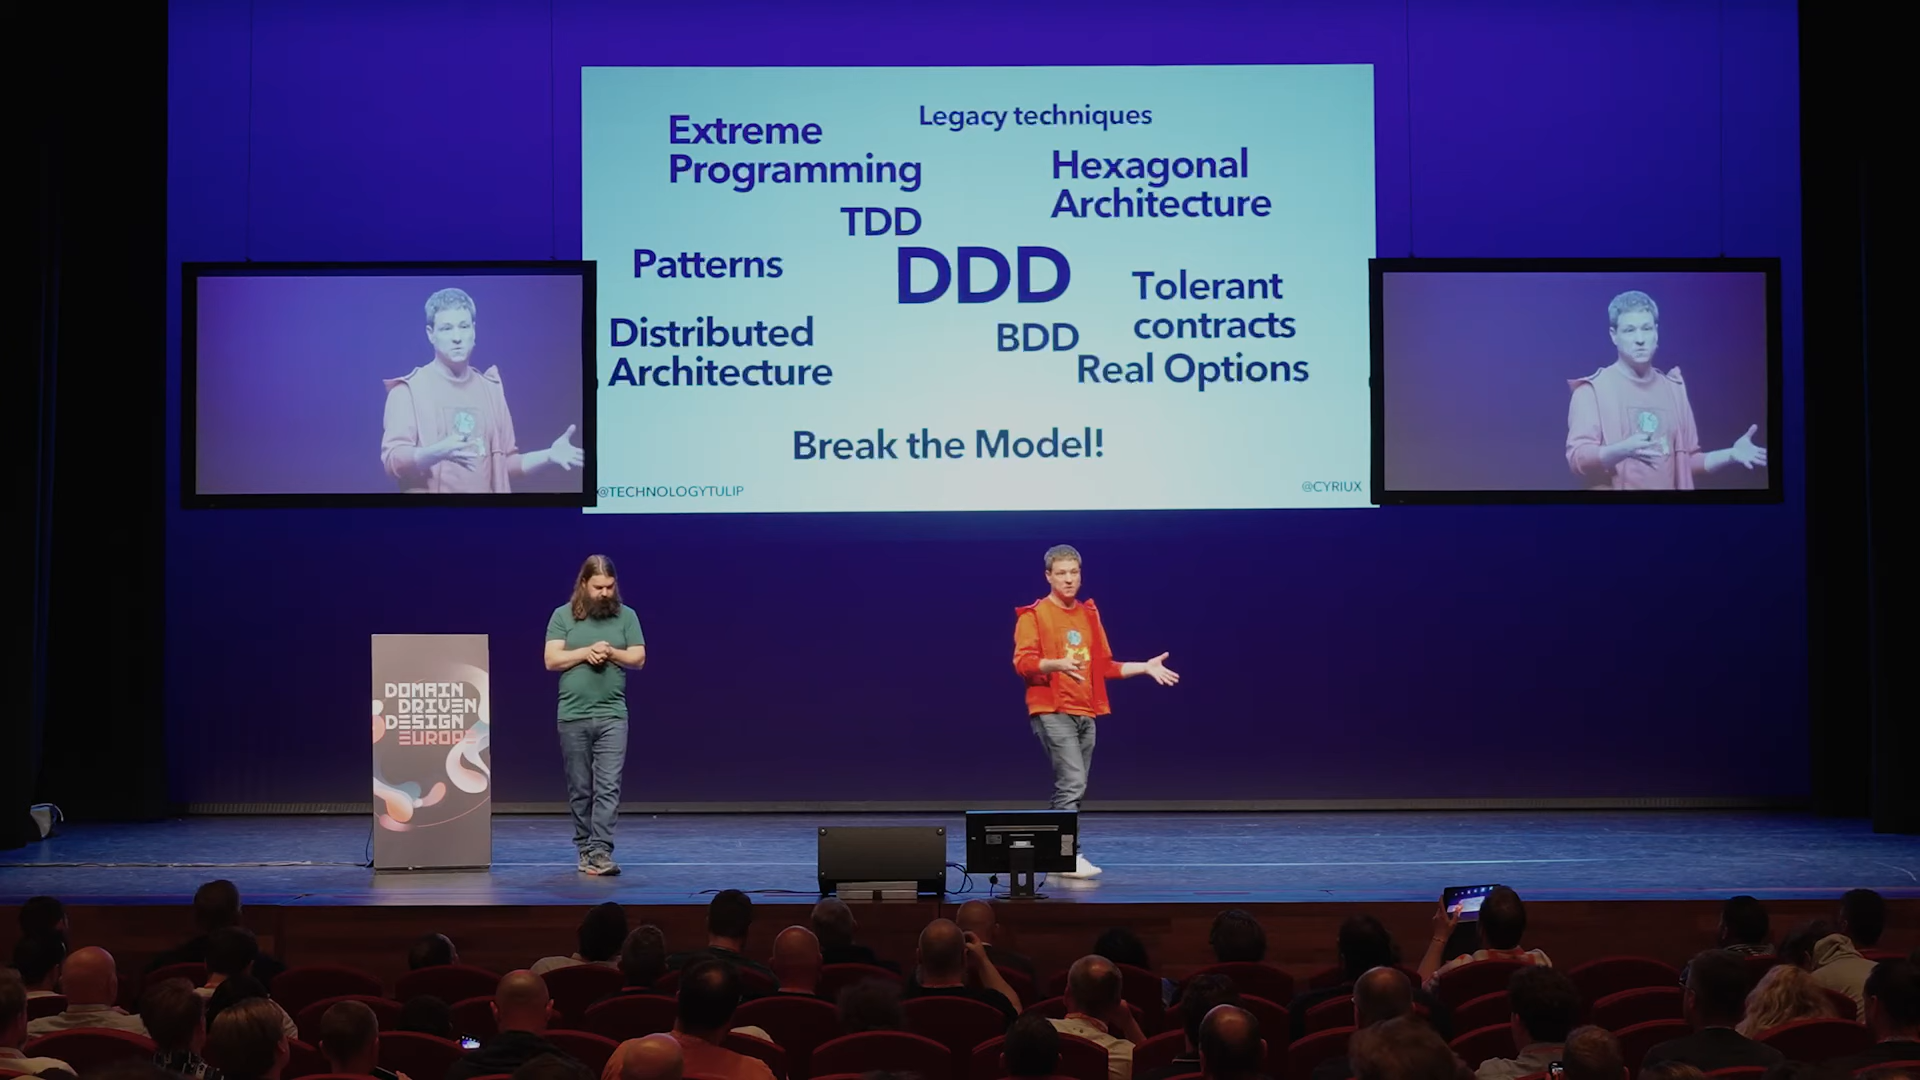 Legacy techniques
Extreme
Programming
Hexagonal
Architecture
TDD
Patterns
DDD
Tolerant
contracts
Distributed
Architecture
BDD
Real Options
Break the Model!
@TECHNOLOGYTULIP
@CYRIUX
DOMAIN
DRIVEN
DESIGN
EUROPE